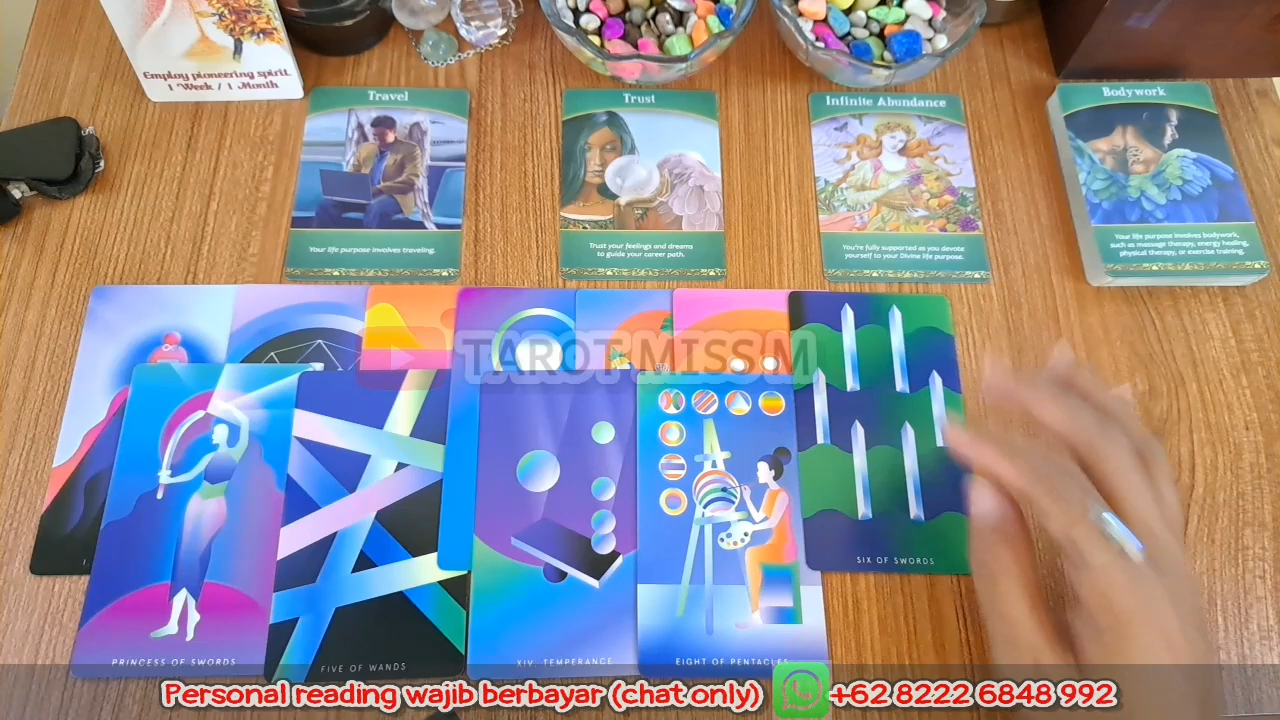 Employ pioneering spirit.
1 Week / 1 Month
Travel
Your life purpose involves traveling.
Trust
Trust your feelings and dreams
to guide your career path.
Infinite Abundance
You're fully supported as you devote
yourself to your Divine life purpose.
Bodywork
Your life purpose involves bodywork,
such as massage therapy, energy healing,
physical therapy, or exercise training.
TAROT MISS M
SIX OF SWORDS
PRINCESS OF SWORDS
FIVE OF WANDS
XIV. TEMPERANCE
EIGHT OF PENTACLES
Personal reading wajib berbayar (chat only) +62 8222 6848 992